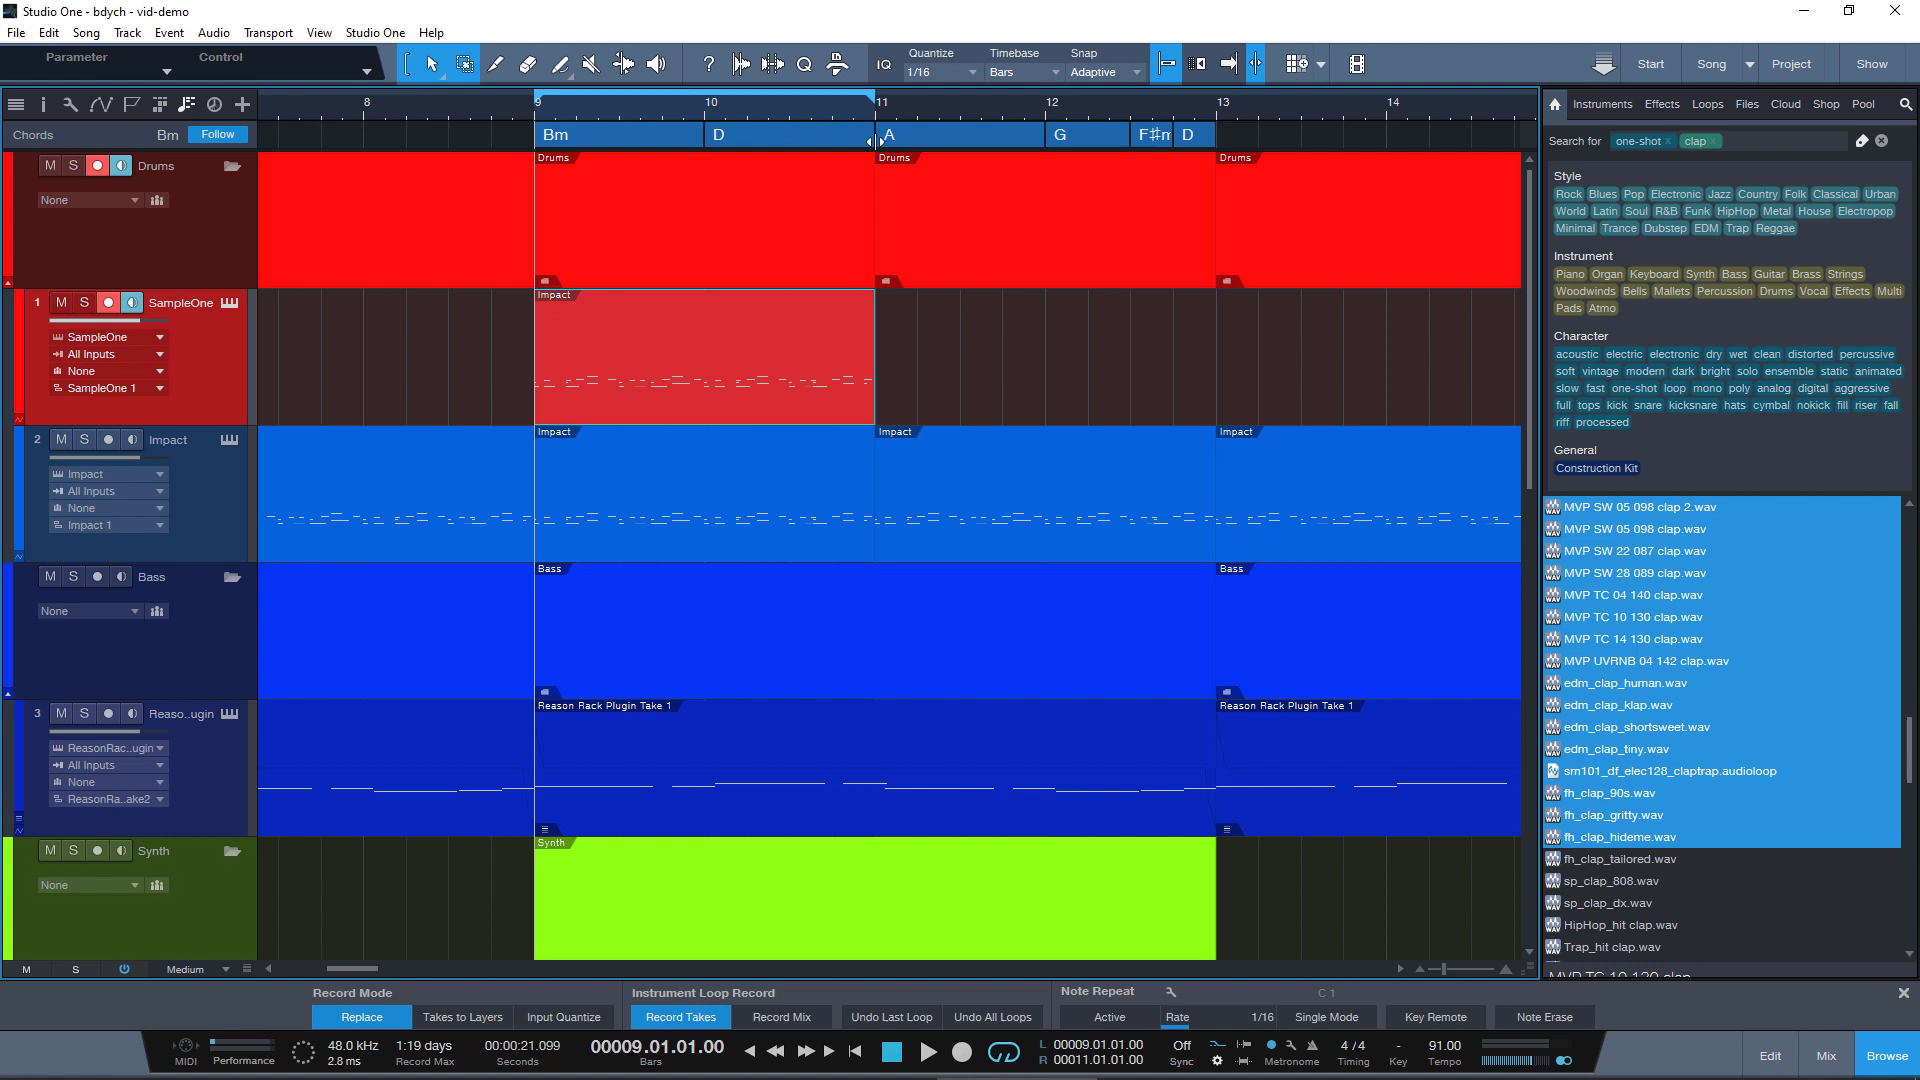 Studio One - bdych - vid-demo
File Edit Song Track Event Audio Transport View Studio One Help
Parameter Control
IQ Quantize 1/16 Timebase Bars Snap Adaptive
Start Song Project Show
8 9 10 11 12 13 14
Chords Bm Follow
Bm D A G F♯m D
M S Drums
None
Drums Drums Drums
1 M S SampleOne
SampleOne
All Inputs
None
SampleOne 1
Impact
2 M S Impact
Impact
All Inputs
None
Impact 1
Impact Impact Impact
M S Bass
None
Bass Bass
3 M S Reaso..ugin
ReasonRac..ugin
All Inputs
None
ReasonRa..ake2
Reason Rack Plugin Take 1 Reason Rack Plugin Take 1
M S Synth
None
Synth
M S Medium
Instruments Effects Loops Files Cloud Shop Pool
Search for one-shot x clap x
Style
Rock Blues Pop Electronic Jazz Country Folk Classical Urban
World Latin Soul R&B Funk HipHop Metal House Electropop
Minimal Trance Dubstep EDM Trap Reggae
Instrument
Piano Organ Keyboard Synth Bass Guitar Brass Strings
Woodwinds Bells Mallets Percussion Drums Vocal Effects Multi
Pads Atmo
Character
acoustic electric electronic dry wet clean distorted percussive
soft vintage modern dark bright solo ensemble static animated
slow fast one-shot loop mono poly analog digital aggressive
full tops kick snare kicksnare hats cymbal nokick fill riser fall
riff processed
General
Construction Kit
MVP SW 05 098 clap 2.wav
MVP SW 05 098 clap.wav
MVP SW 22 087 clap.wav
MVP SW 28 089 clap.wav
MVP TC 04 140 clap.wav
MVP TC 10 130 clap.wav
MVP TC 14 130 clap.wav
MVP UVRNB 04 142 clap.wav
edm_clap_human.wav
edm_clap_klap.wav
edm_clap_shortsweet.wav
edm_clap_tiny.wav
sm101_df_elec128_claptrap.audioloop
fh_clap_90s.wav
fh_clap_gritty.wav
fh_clap_hideme.wav
fh_clap_tailored.wav
sp_clap_808.wav
sp_clap_dx.wav
HipHop_hit clap.wav
Trap_hit clap.wav
MVP TC 10 130 clap
Record Mode Instrument Loop Record Note Repeat C 1
Replace Takes to Layers Input Quantize Record Takes Record Mix Undo Last Loop Undo All Loops Active Rate 1/16 Single Mode Key Remote Note Erase
MIDI Performance
48.0 kHz
2.8 ms
1:19 days
Record Max
00:00:21.099
Seconds
00009.01.01.00
Bars
L 00009.01.01.00
R 00011.01.01.00
Off
Sync
Metronome
4 / 4
Timing
-
Key
91.00
Tempo
Edit Mix Browse